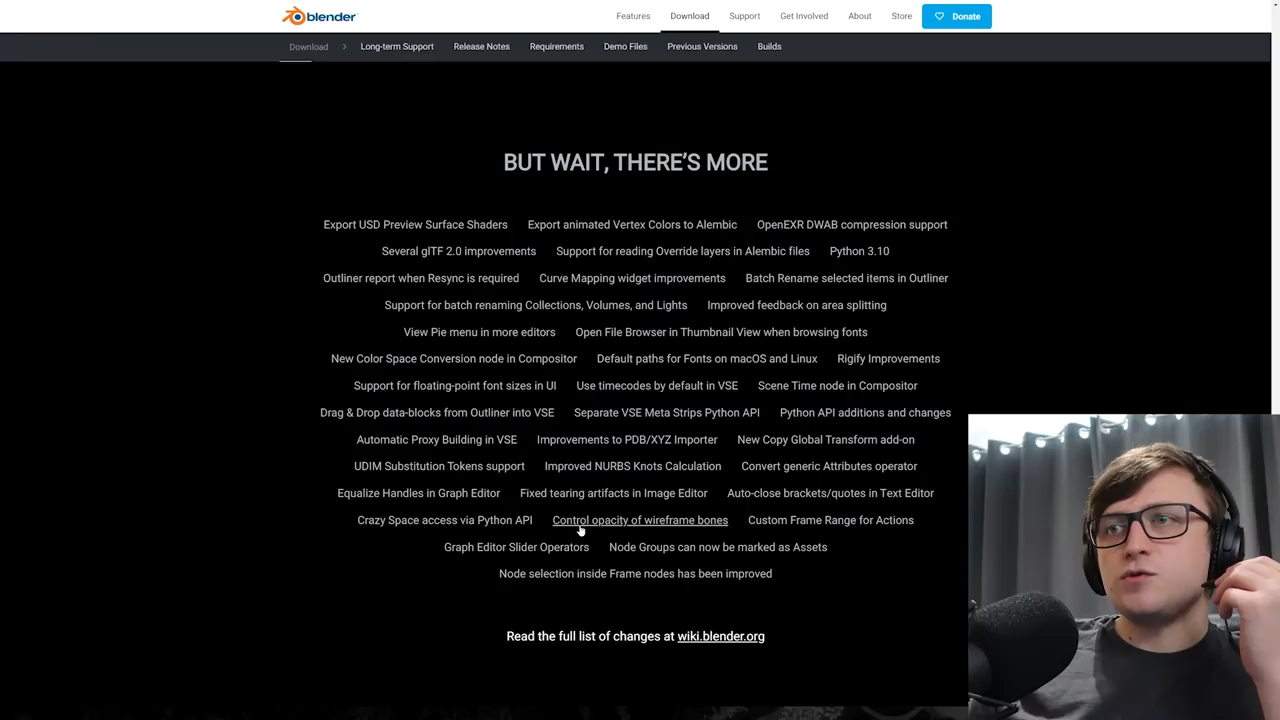 blender
Features Download Support Get Involved About Store Donate
Download Long-term Support Release Notes Requirements Demo Files Previous Versions Builds
BUT WAIT, THERE'S MORE
Export USD Preview Surface Shaders Export animated Vertex Colors to Alembic OpenEXR DWAB compression support
Several glTF 2.0 improvements Support for reading Override layers in Alembic files Python 3.10
Outliner report when Resync is required Curve Mapping widget improvements Batch Rename selected items in Outliner
Support for batch renaming Collections, Volumes, and Lights Improved feedback on area splitting
View Pie menu in more editors Open File Browser in Thumbnail View when browsing fonts
New Color Space Conversion node in Compositor Default paths for Fonts on macOS and Linux Rigify Improvements
Support for floating-point font sizes in UI Use timecodes by default in VSE Scene Time node in Compositor
Drag & Drop data-blocks from Outliner into VSE Separate VSE Meta Strips Python API Python API additions and changes
Automatic Proxy Building in VSE Improvements to PDB/XYZ Importer New Copy Global Transform add-on
UDIM Substitution Tokens support Improved NURBS Knots Calculation Convert generic Attributes operator
Equalize Handles in Graph Editor Fixed tearing artifacts in Image Editor Auto-close brackets/quotes in Text Editor
Crazy Space access via Python API Control opacity of wireframe bones Custom Frame Range for Actions
Graph Editor Slider Operators Node Groups can now be marked as Assets
Node selection inside Frame nodes has been improved
Read the full list of changes at wiki.blender.org